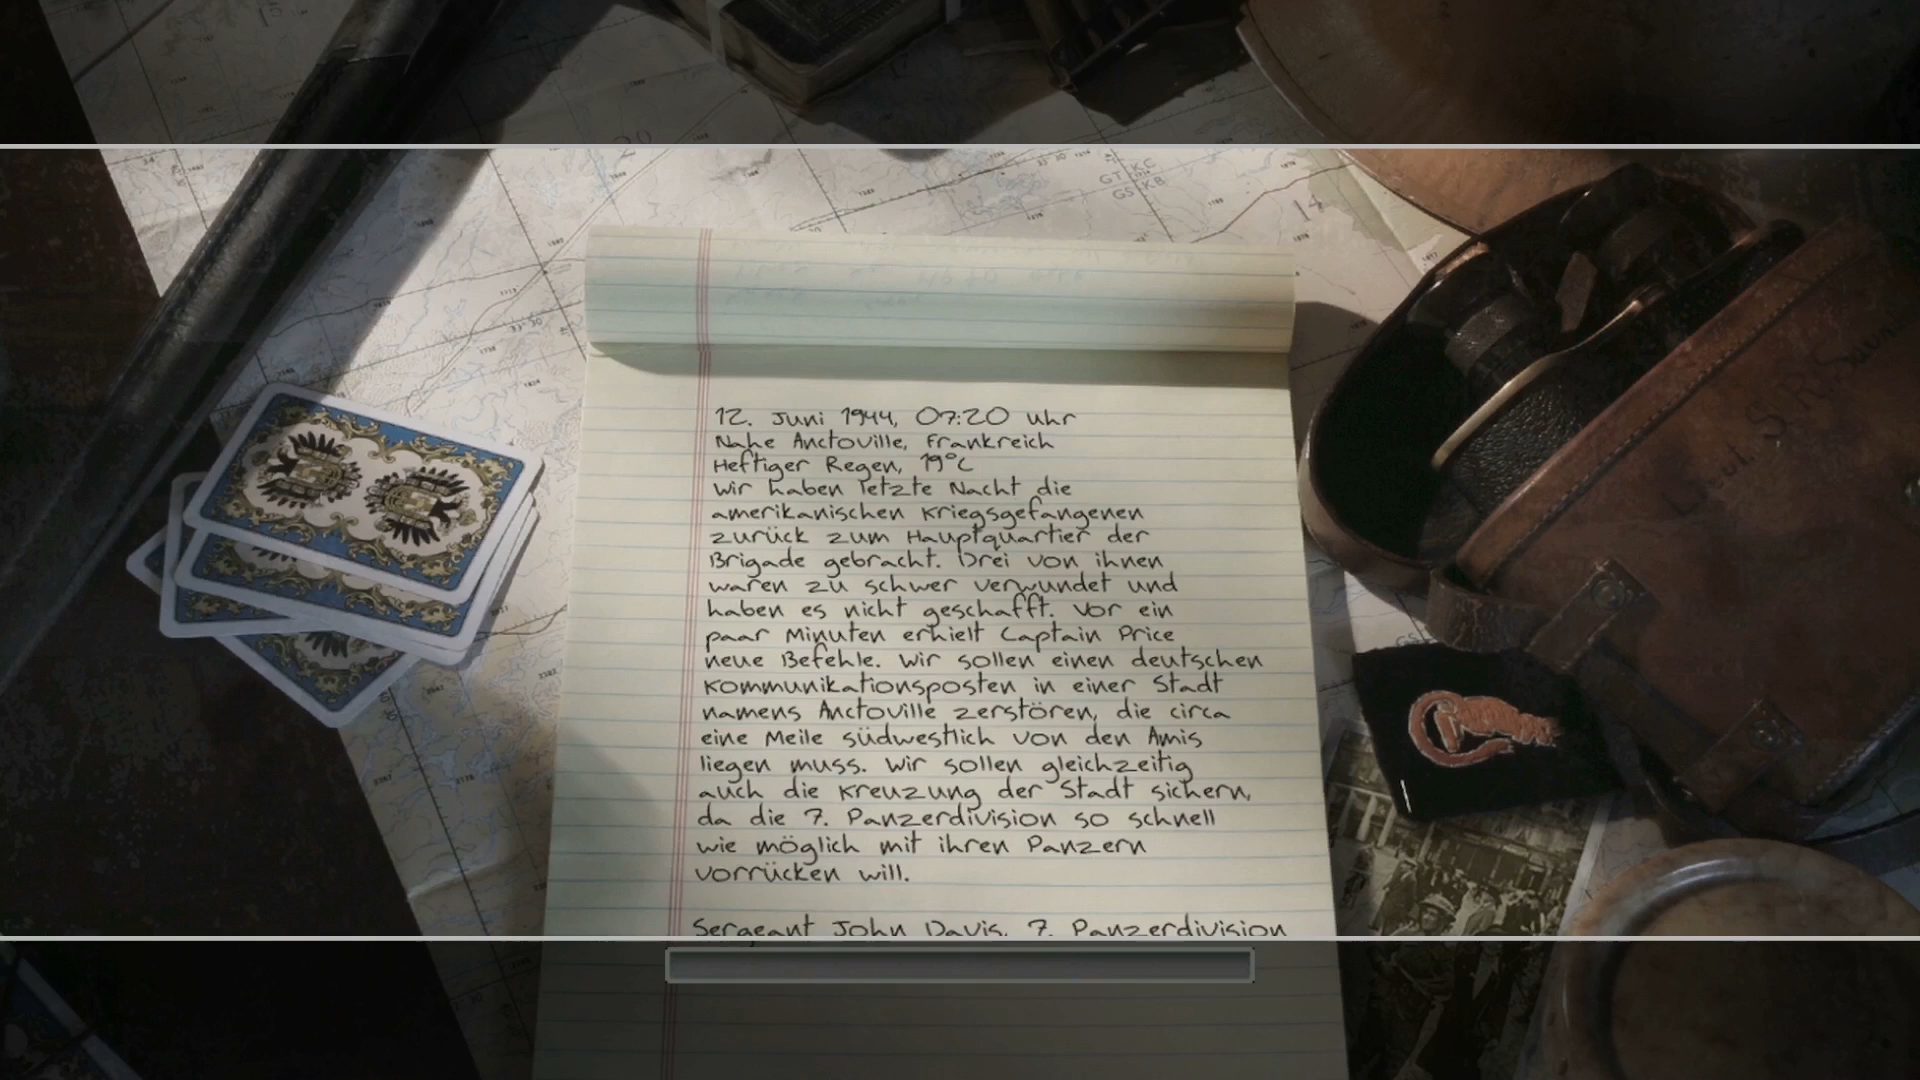 12. Juni 1944, 07:20 Uhr
Nahe Anctoville, Frankreich
Heftiger Regen, 19°C
Wir haben letzte Nacht die
amerikanischen Kriegsgefangenen
zurück zum Hauptquartier der
Brigade gebracht. Drei von ihnen
waren zu schwer verwundet und
haben es nicht geschafft. Vor ein
paar Minuten erhielt Captain Price
neue Befehle. Wir sollen einen deutschen
Kommunikationsposten in einer Stadt
namens Anctoville zerstören, die circa
eine Meile südwestlich von den Amis
liegen muss. Wir sollen gleichzeitig
auch die Kreuzung der Stadt sichern,
da die 7. Panzerdivision so schnell
wie möglich mit ihren Panzern
vorrücken will.
Sergeant John Davis, 7. Panzerdivision